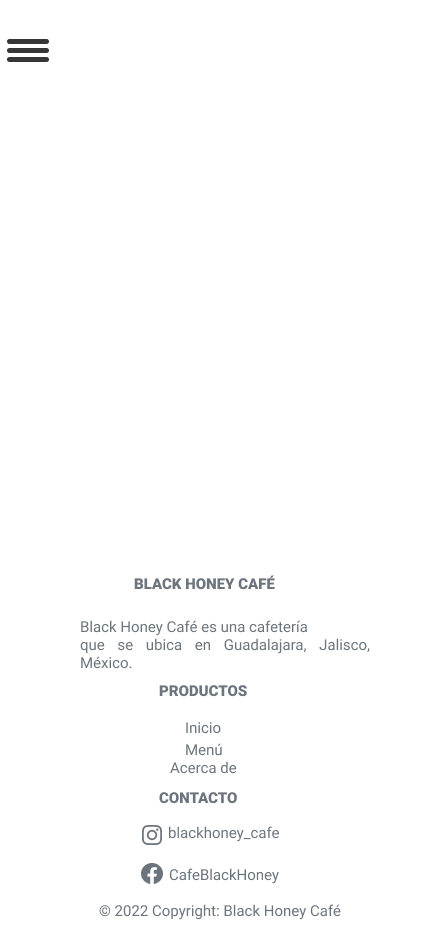 BLACK HONEY CAFÉ
Black Honey Café es una cafetería
que se ubica en Guadalajara, Jalisco,
México.
PRODUCTOS
Inicio
Menú
Acerca de
CONTACTO
blackhoney_cafe
CafeBlackHoney
© 2022 Copyright: Black Honey Café